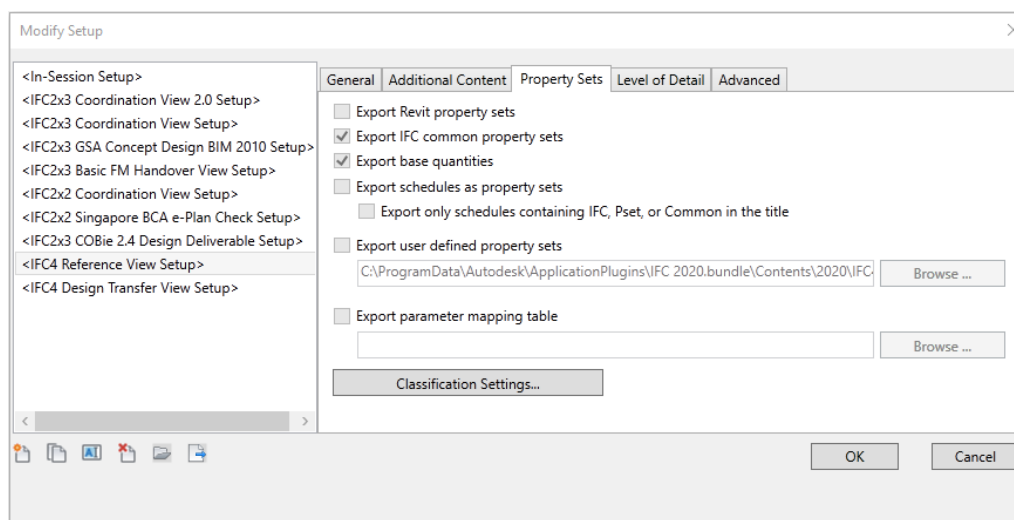 Modify Setup
<In-Session Setup>
<IFC2x3 Coordination View 2.0 Setup>
<IFC2x3 Coordination View Setup>
<IFC2x3 GSA Concept Design BIM 2010 Setup>
<IFC2x3 Basic FM Handover View Setup>
<IFC2x2 Coordination View Setup>
<IFC2x2 Singapore BCA e-Plan Check Setup>
<IFC2x3 COBie 2.4 Design Deliverable Setup>
<IFC4 Reference View Setup>
<IFC4 Design Transfer View Setup>
General Additional Content Property Sets Level of Detail Advanced
Export Revit property sets
Export IFC common property sets
Export base quantities
Export schedules as property sets
Export only schedules containing IFC, Pset, or Common in the title
Export user defined property sets
C:\ProgramData\Autodesk\ApplicationPlugins\IFC 2020.bundle\Contents\2020\IFC Browse ...
Export parameter mapping table
Browse ...
Classification Settings...
OK Cancel